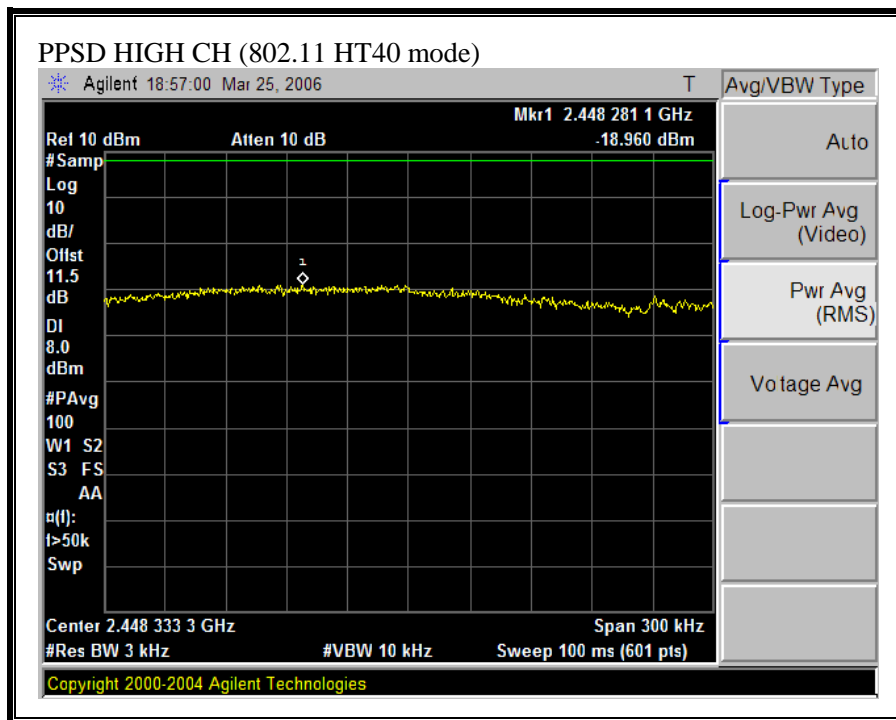 PPSD HIGH CH (802.11 HT40 mode)
Agilent 18:57:00 Mar 25, 2006 T
Avg/VBW Type
Mkr1 2.448 281 1 GHz
Ref 10 dBm Atten 10 dB -18.960 dBm
#Samp
Log
10
dB/
Offst
11.5
dB
DI
8.0
dBm
#PAvg
100
W1 S2
S3 FS
AA
¤(f):
f>50k
Swp
1
Center 2.448 333 3 GHz Span 300 kHz
#Res BW 3 kHz #VBW 10 kHz Sweep 100 ms (601 pts)
Copyright 2000-2004 Agilent Technologies
Auto
Log-Pwr Avg
(Video)
Pwr Avg
(RMS)
Vo tage Avg